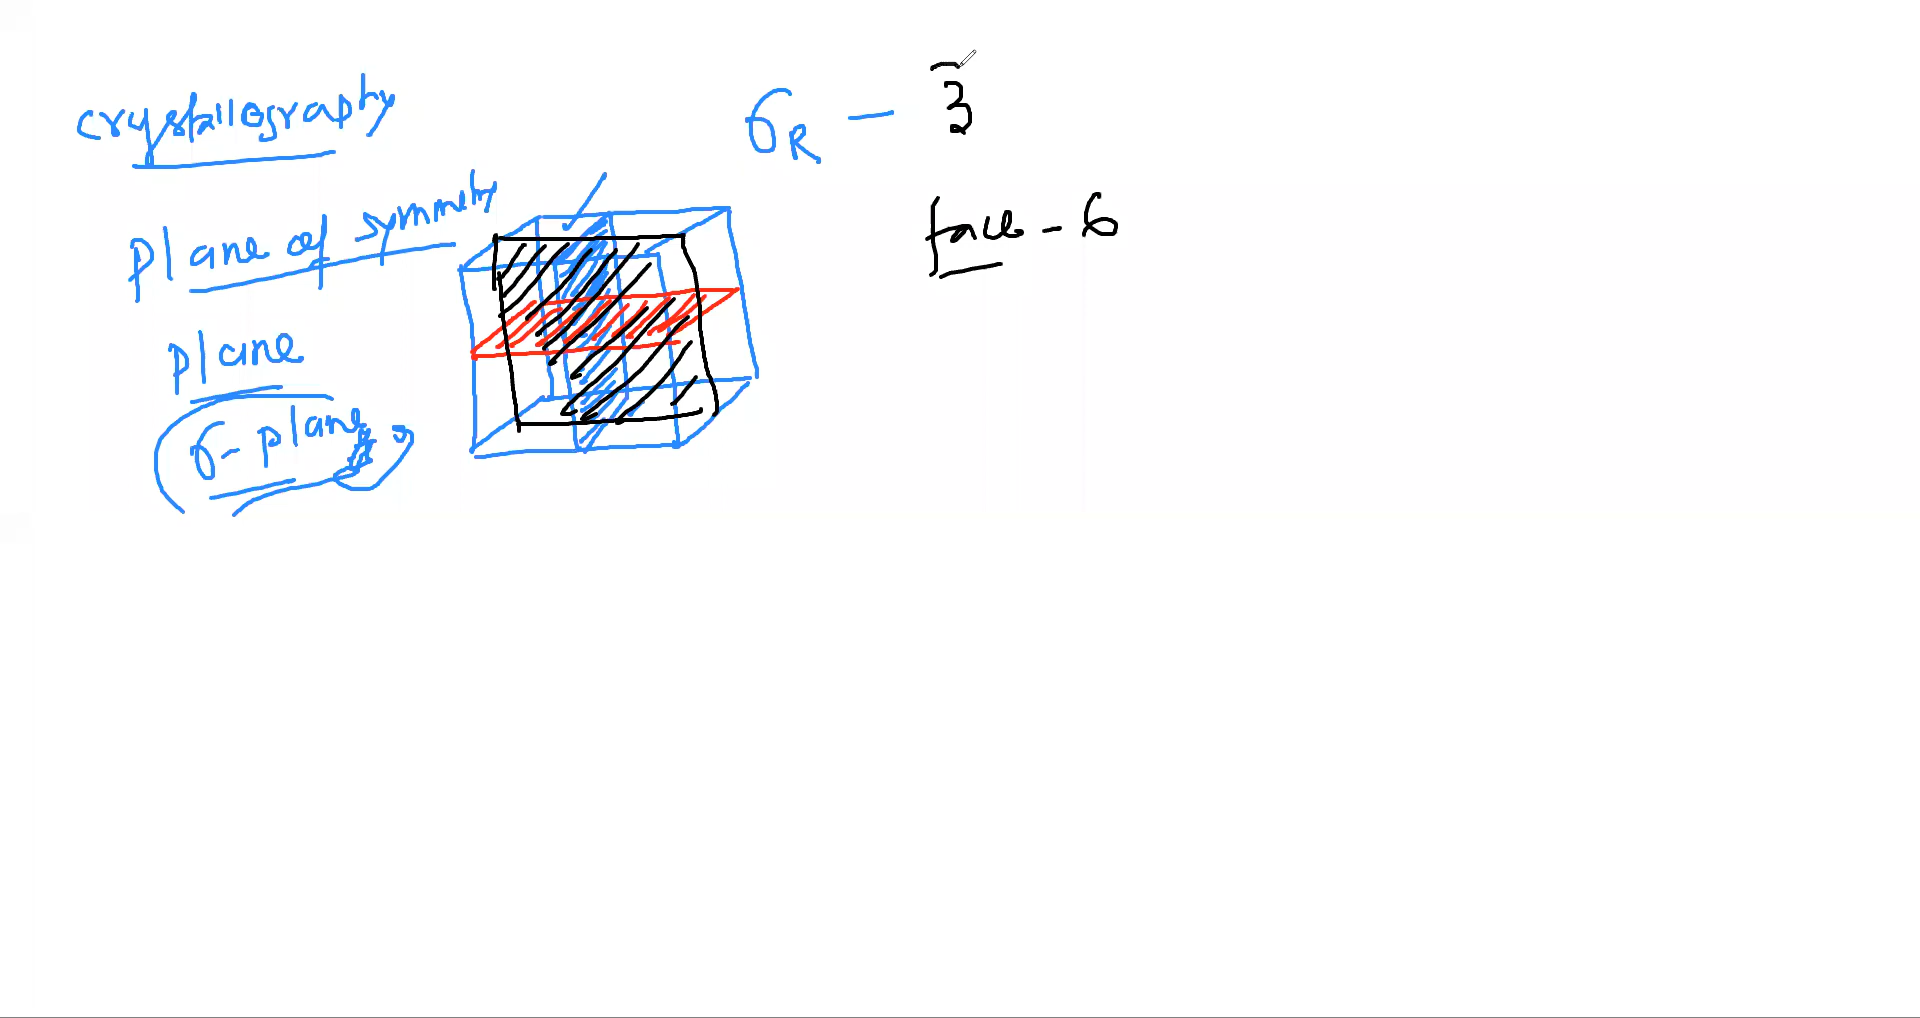 crystallography
plane of symmetry
plane
σ-plane
σR - 3
face - 6